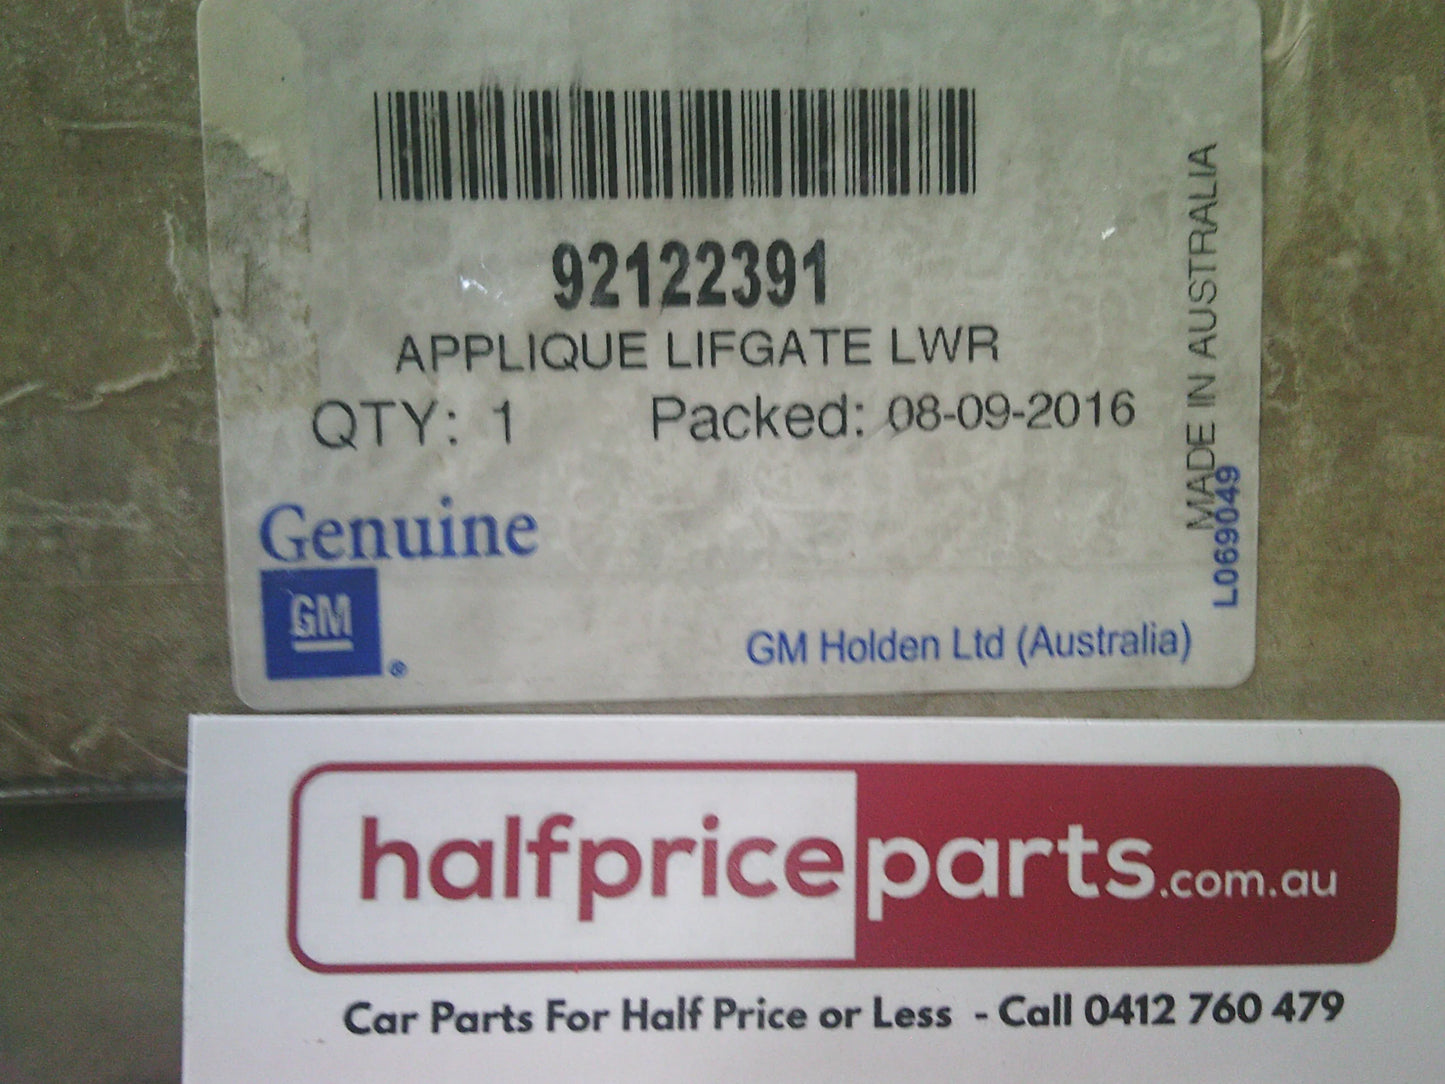 92122391
APPLIQUE LIFGATE LWR
QTY: 1 Packed: 08-09-2016
MADE IN AUSTRALIA
L069049
Genuine
GM ®
GM Holden Ltd (Australia)
halfpriceparts.com.au
Car Parts For Half Price or Less - Call 0412 760 479